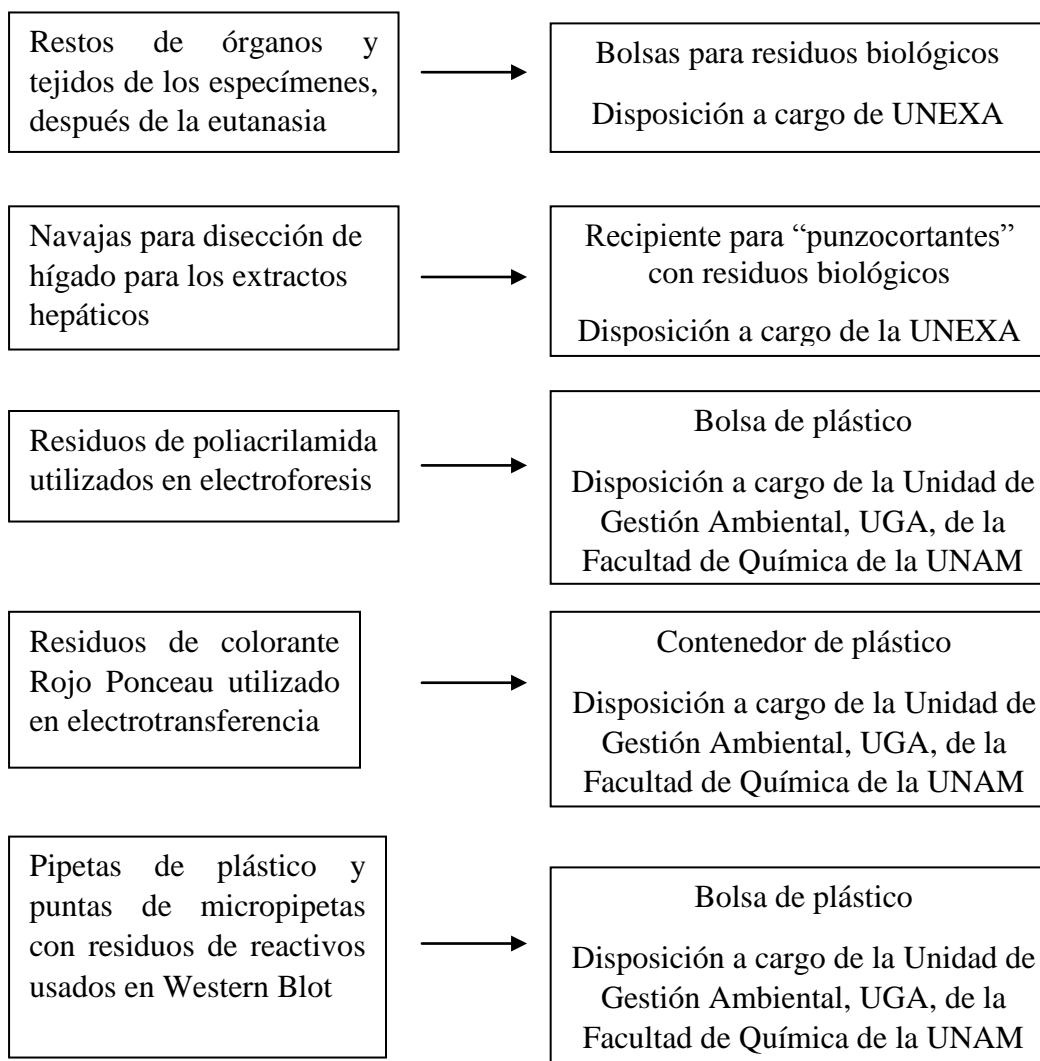 Restos de órganos y
tejidos de los especímenes,
después de la eutanasia
Bolsas para residuos biológicos
Disposición a cargo de UNEXA
Navajas para disección de
hígado para los extractos
hepáticos
Recipiente para “punzocortantes”
con residuos biológicos
Disposición a cargo de la UNEXA
Residuos de poliacrilamida
utilizados en electroforesis
Bolsa de plástico
Disposición a cargo de la Unidad de
Gestión Ambiental, UGA, de la
Facultad de Química de la UNAM
Residuos de colorante
Rojo Ponceau utilizado
en electrotransferencia
Contenedor de plástico
Disposición a cargo de la Unidad de
Gestión Ambiental, UGA, de la
Facultad de Química de la UNAM
Pipetas de plástico y
puntas de micropipetas
con residuos de reactivos
usados en Western Blot
Bolsa de plástico
Disposición a cargo de la Unidad de
Gestión Ambiental, UGA, de la
Facultad de Química de la UNAM